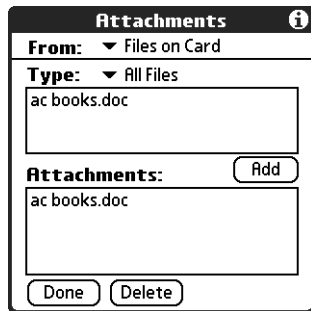 Attachments
From: Files on Card
Type: All Files
ac books.doc
Add
Attachments:
ac books.doc
Done Delete